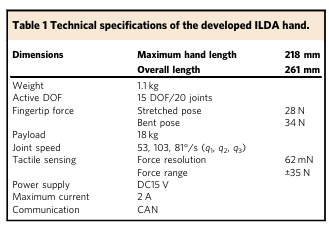 Table 1 Technical specifications of the developed ILDA hand.
Dimensions Maximum hand length 218 mm
Overall length 261 mm
Weight 1.1 kg
Active DOF 15 DOF/20 joints
Fingertip force Stretched pose 28 N
Bent pose 34 N
Payload 18 kg
Joint speed 53, 103, 81°/s (q1, q2, q3)
Tactile sensing Force resolution 62 mN
Force range ±35 N
Power supply DC15 V
Maximum current 2 A
Communication CAN